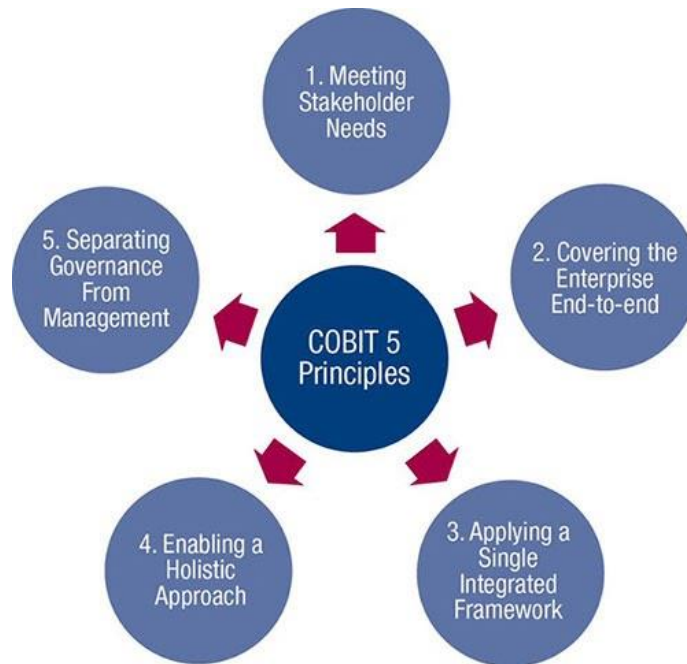 1. Meeting
Stakeholder
Needs
2. Covering the
Enterprise
End-to-end
3. Applying a
Single
Integrated
Framework
4. Enabling a
Holistic
Approach
5. Separating
Governance
From
Management
COBIT 5
Principles